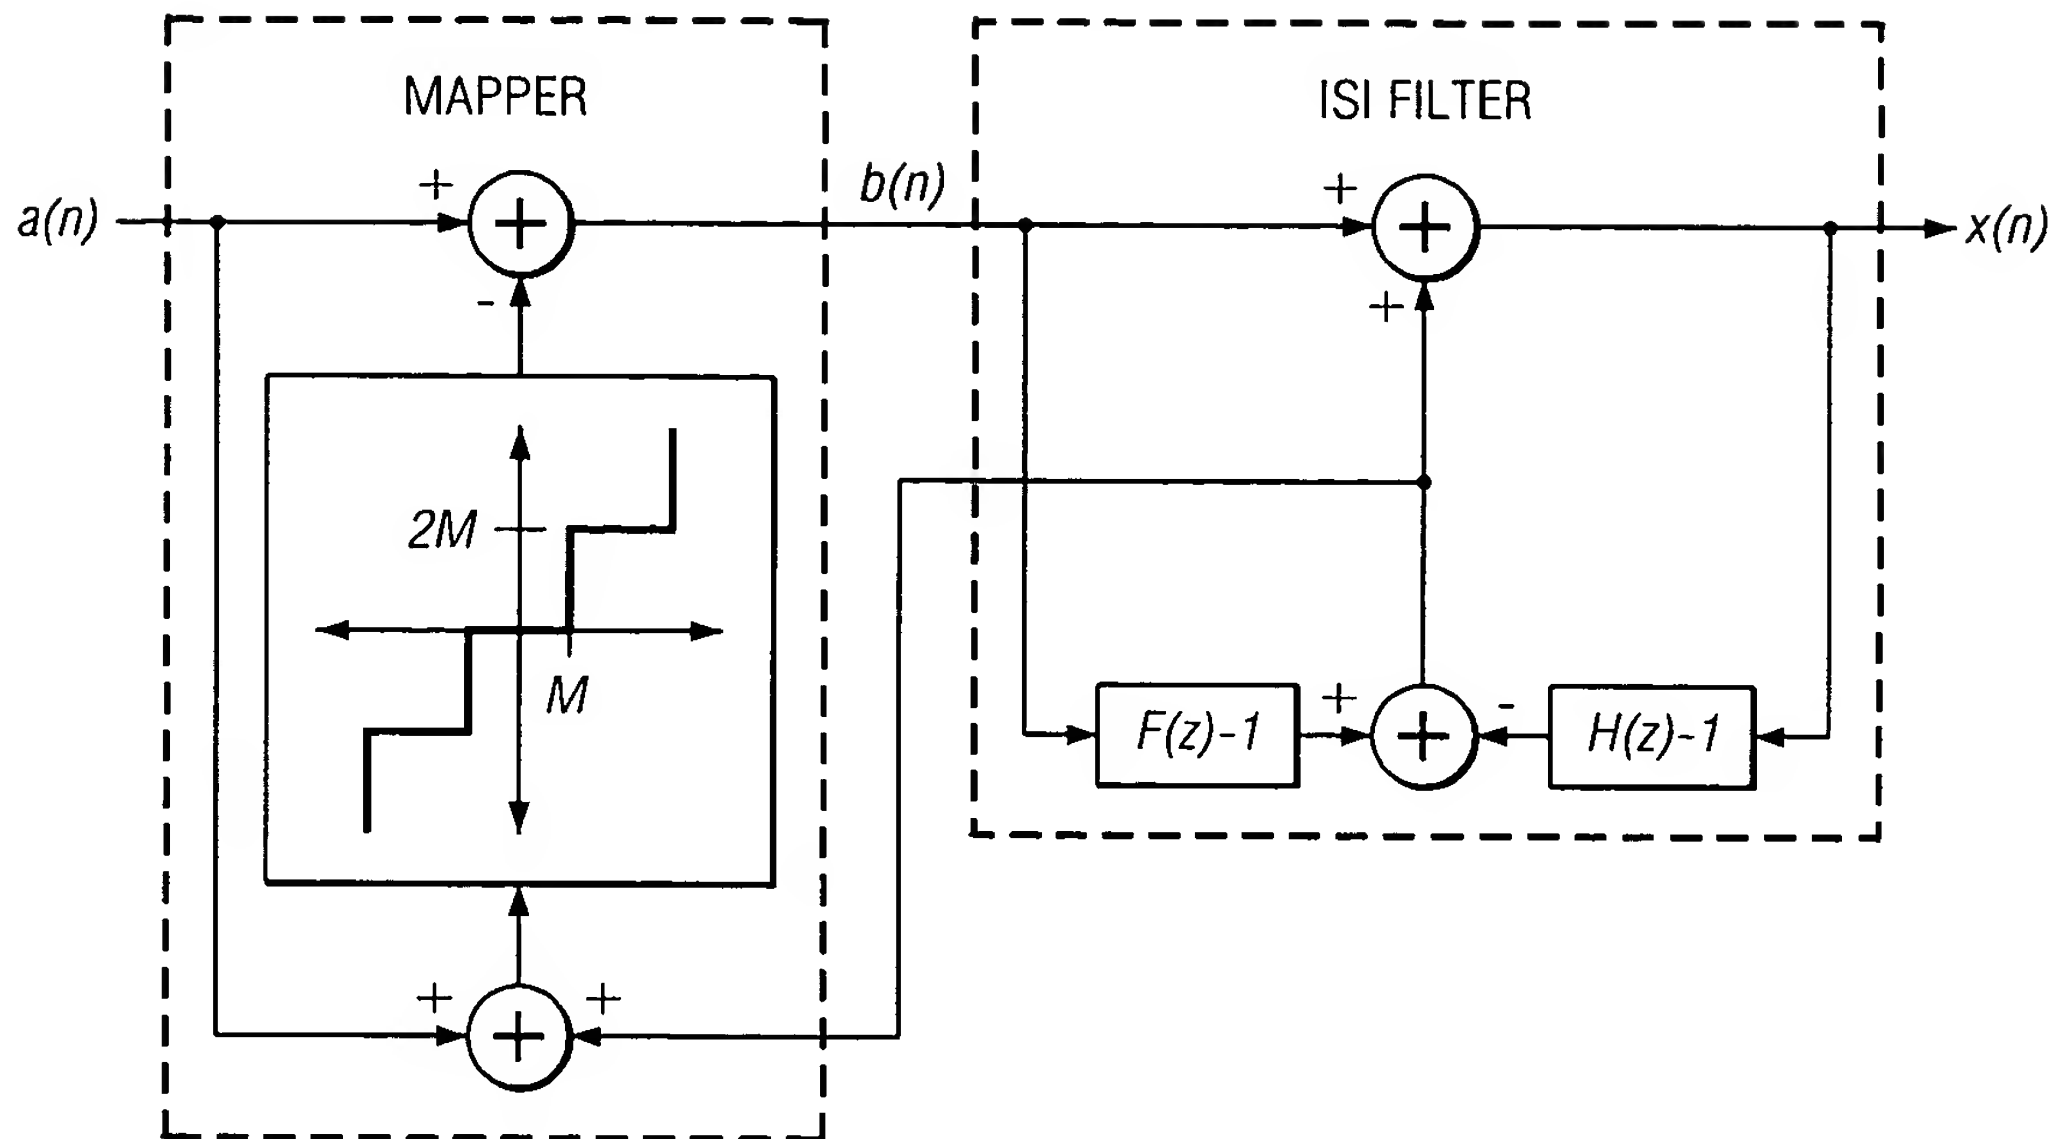 MAPPER
ISI FILTER
a(n)
+
+
-
b(n)
+
+
+
x(n)
2M
M
F(z)-1
+
+
-
H(z)-1
+
+
+